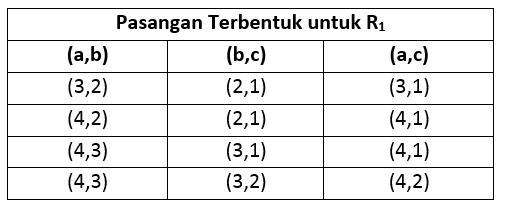 Pasangan Terbentuk untuk R₁
(a,b) (b,c) (a,c)
(3,2) (2,1) (3,1)
(4,2) (2,1) (4,1)
(4,3) (3,1) (4,1)
(4,3) (3,2) (4,2)